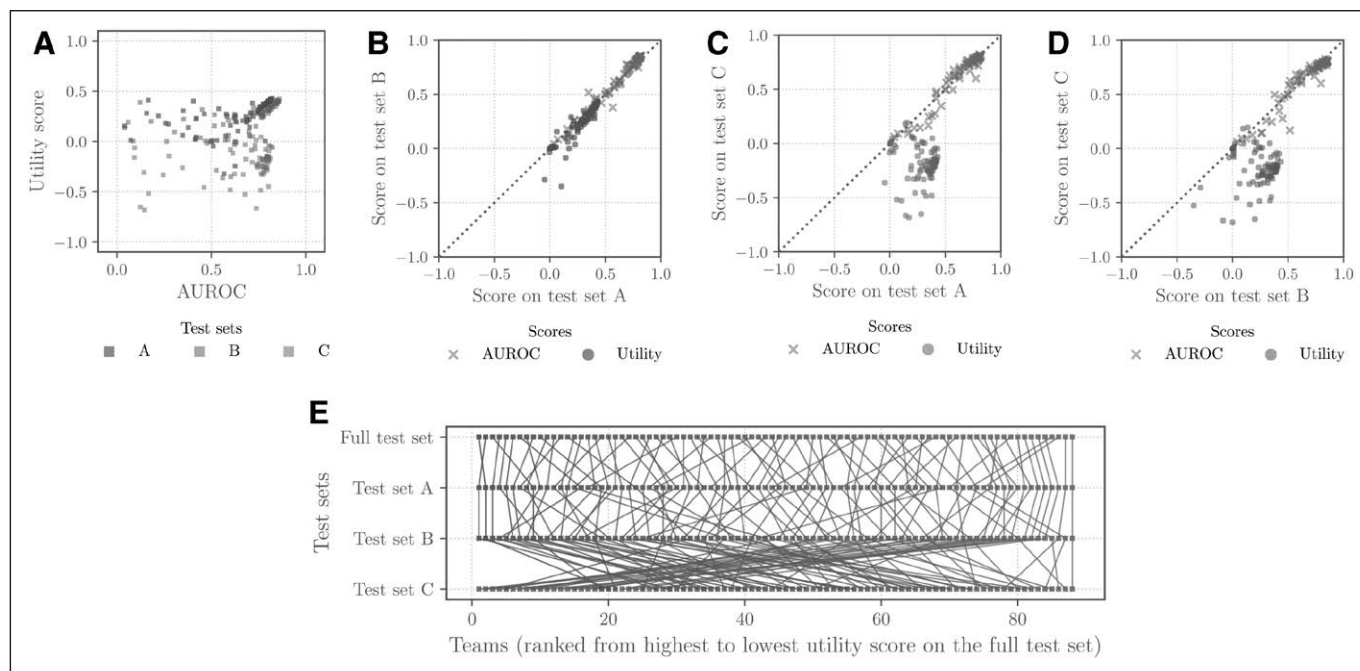 A
1.0
0.5
0.0
−0.5
−1.0
Utility score
0.0 0.5 1.0
AUROC
Test sets
A B C
B
1.0
0.5
0.0
−0.5
−1.0
Score on test set B
−1.0 −0.5 0.0 0.5 1.0
Score on test set A
Scores
AUROC Utility
C
1.0
0.5
0.0
−0.5
−1.0
Score on test set C
−1.0 −0.5 0.0 0.5 1.0
Score on test set A
Scores
AUROC Utility
D
1.0
0.5
0.0
−0.5
−1.0
Score on test set C
−1.0 −0.5 0.0 0.5 1.0
Score on test set B
Scores
AUROC Utility
E
Full test set
Test set A
Test set B
Test set C
Test sets
0 20 40 60 80
Teams (ranked from highest to lowest utility score on the full test set)